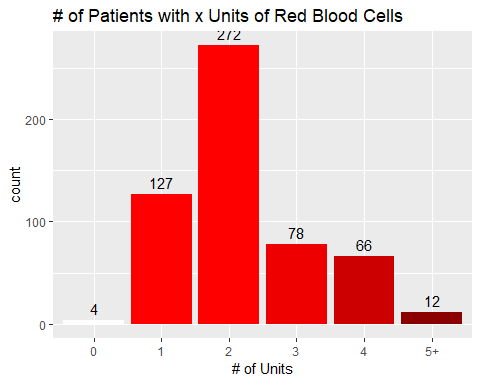 # of Patients with x Units of Red Blood Cells
272
200
127
100
78
66
12
4
0
count
0 1 2 3 4 5+
# of Units